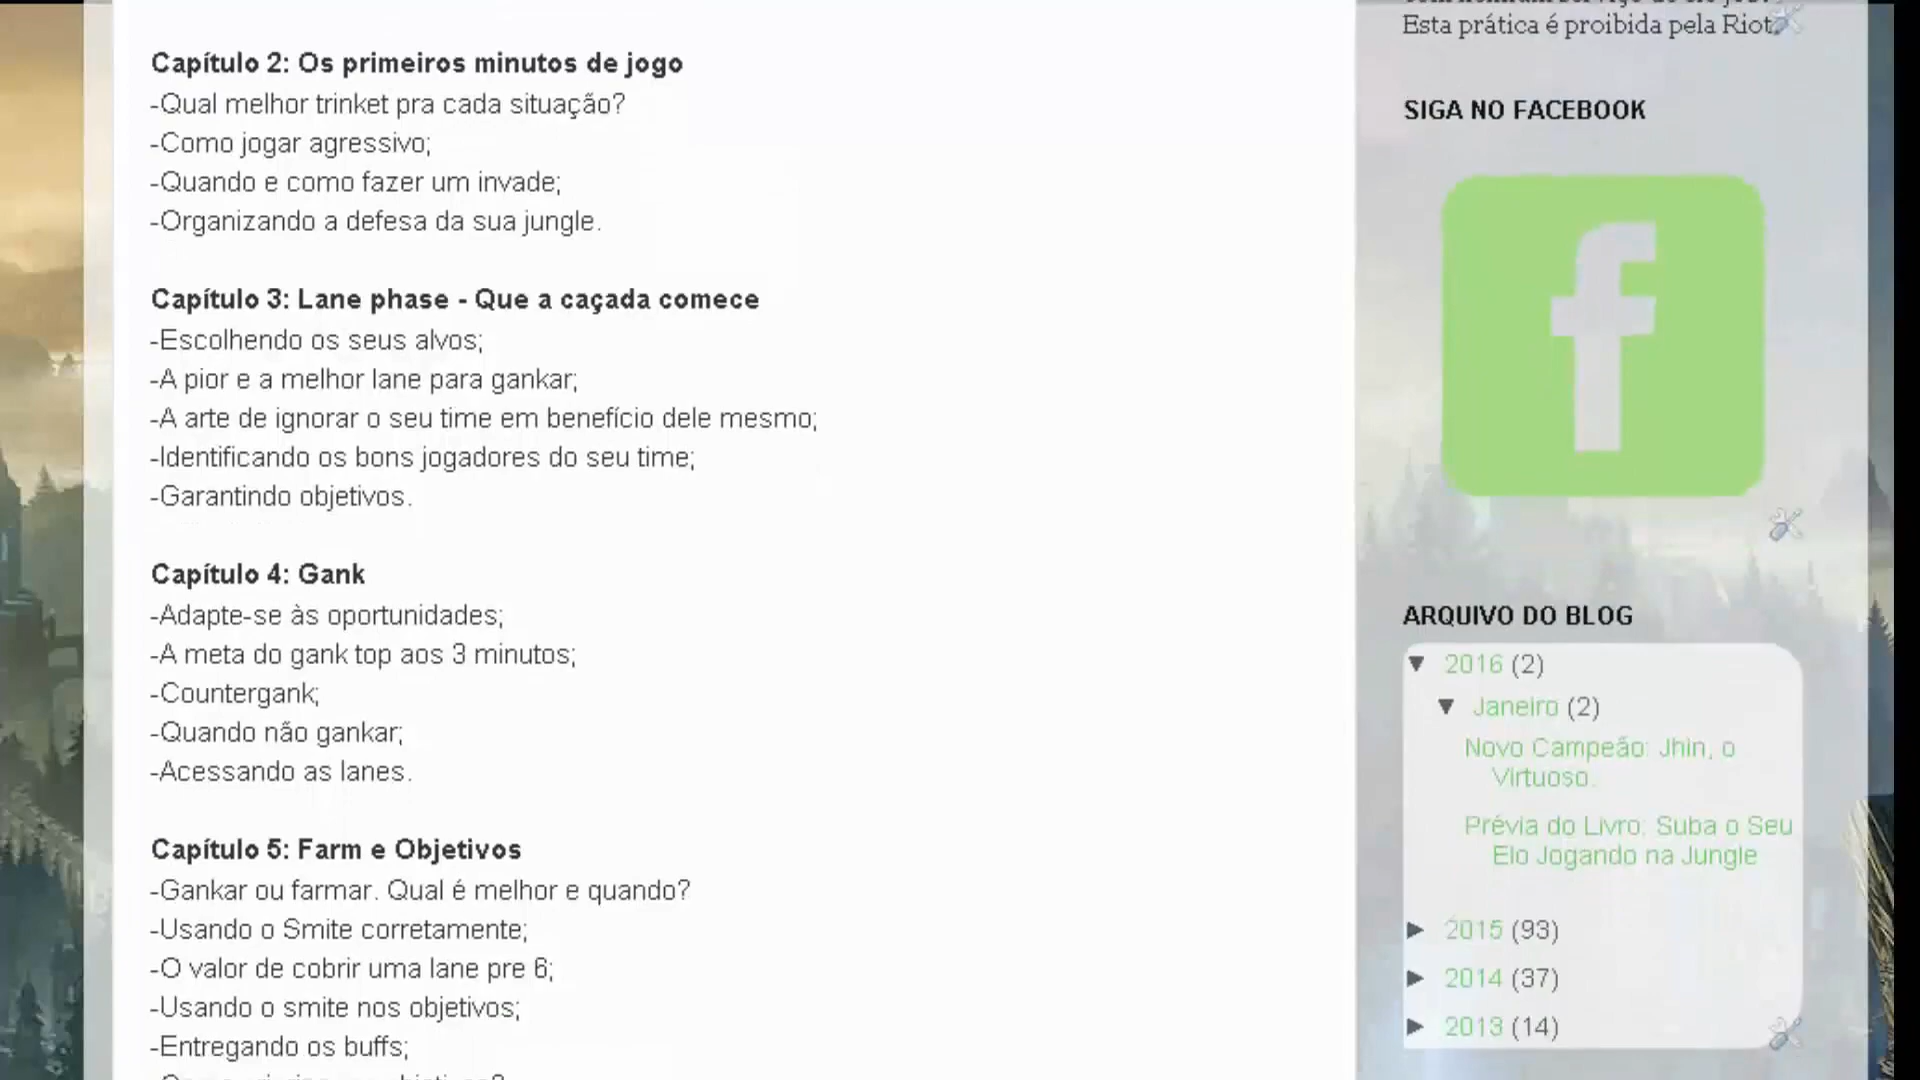 Capítulo 2: Os primeiros minutos de jogo
-Qual melhor trinket pra cada situação?
-Como jogar agressivo;
-Quando e como fazer um invade;
-Organizando a defesa da sua jungle.
Capítulo 3: Lane phase - Que a caçada comece
-Escolhendo os seus alvos;
-A pior e a melhor lane para gankar;
-A arte de ignorar o seu time em benefício dele mesmo;
-Identificando os bons jogadores do seu time;
-Garantindo objetivos.
Capítulo 4: Gank
-Adapte-se às oportunidades;
-A meta do gank top aos 3 minutos;
-Countergank;
-Quando não gankar;
-Acessando as lanes.
Capítulo 5: Farm e Objetivos
-Gankar ou farmar. Qual é melhor e quando?
-Usando o Smite corretamente;
-O valor de cobrir uma lane pre 6;
-Usando o smite nos objetivos;
-Entregando os buffs;
Esta prática é proibida pela Riot.
SIGA NO FACEBOOK
f
ARQUIVO DO BLOG
▼ 2016 (2)
▼ Janeiro (2)
Novo Campeão: Jhin, o
Virtuoso.
Prévia do Livro: Suba o Seu
Elo Jogando na Jungle
► 2015 (93)
► 2014 (37)
► 2013 (14)